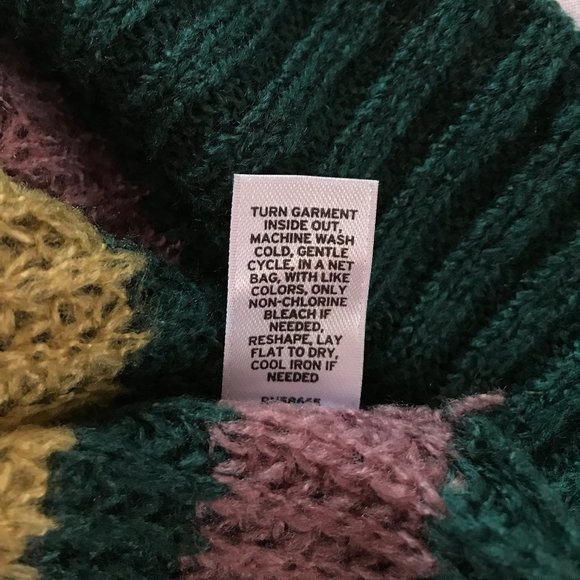 TURN GARMENT
INSIDE OUT,
MACHINE WASH
COLD, GENTLE
CYCLE, IN A NET
BAG, WITH LIKE
COLORS, ONLY
NON-CHLORINE
BLEACH IF
NEEDED,
RESHAPE, LAY
FLAT TO DRY,
COOL IRON IF
NEEDED